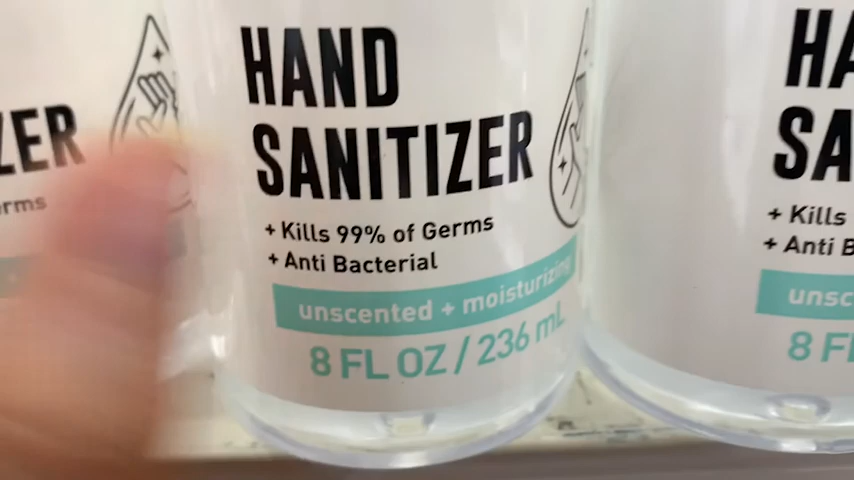 HAND
SANITIZER
+ Kills 99% of Germs
+ Anti Bacterial
unscented + moisturizing
8 FL OZ / 236 mL
ZER
rms
HA
SA
+ Kills
+ Anti B
unsc
8 Fl